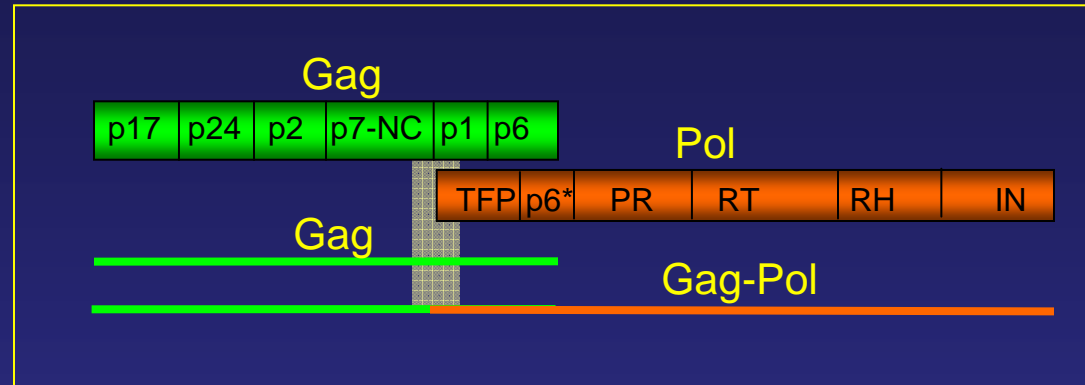 Gag
p17 p24 p2 p7-NC p1 p6
Pol
TFP p6* PR RT RH IN
Gag
Gag-Pol